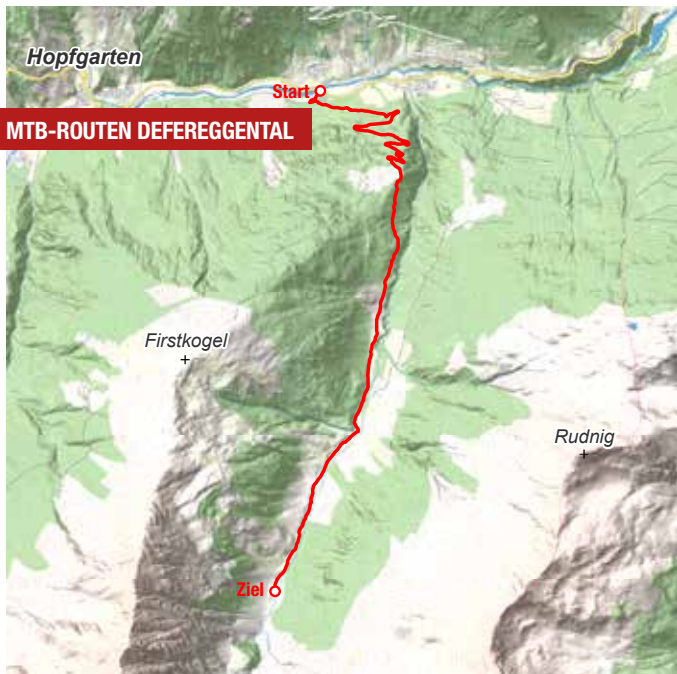 Hopfgarten
Start
MTB-ROUTEN DEFEREGGENTAL
Firstkogel
Rudnig
Ziel